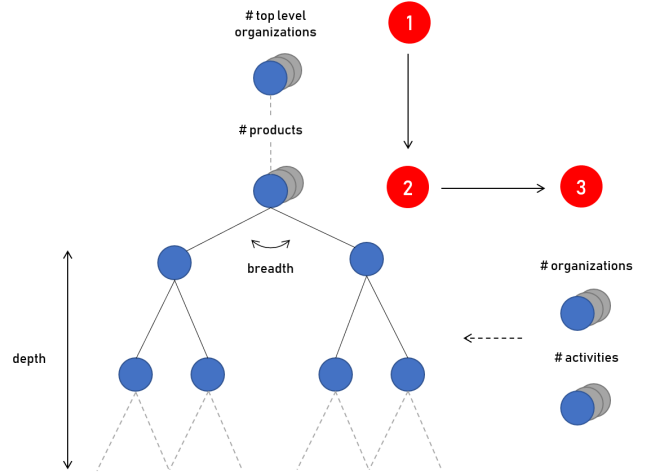 # top level
organizations
1
# products
2
3
breadth
# organizations
depth
# activities